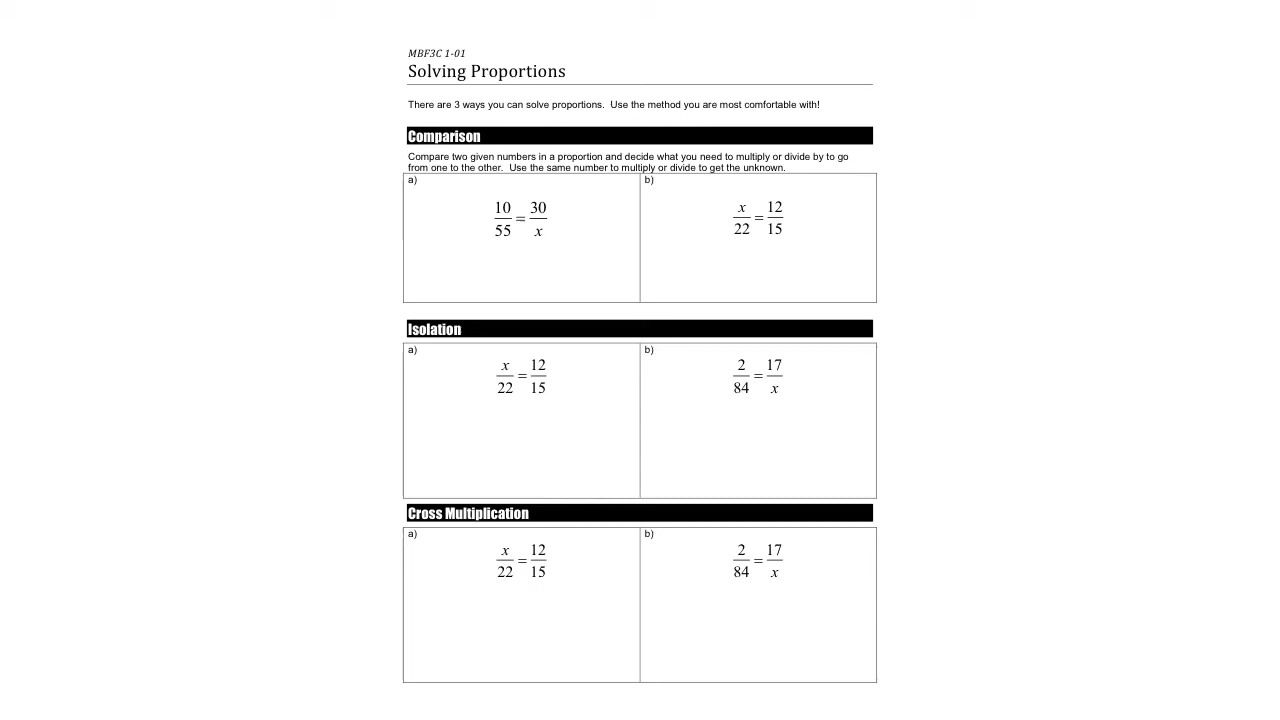 MBF3C 1-01
Solving Proportions
There are 3 ways you can solve proportions.  Use the method you are most comfortable with!
Comparison
Compare two given numbers in a proportion and decide what you need to multiply or divide by to go
from one to the other.  Use the same number to multiply or divide to get the unknown.
a)
10/55 = 30/x
b)
x/22 = 12/15
Isolation
a)
x/22 = 12/15
b)
2/84 = 17/x
Cross Multiplication
a)
x/22 = 12/15
b)
2/84 = 17/x